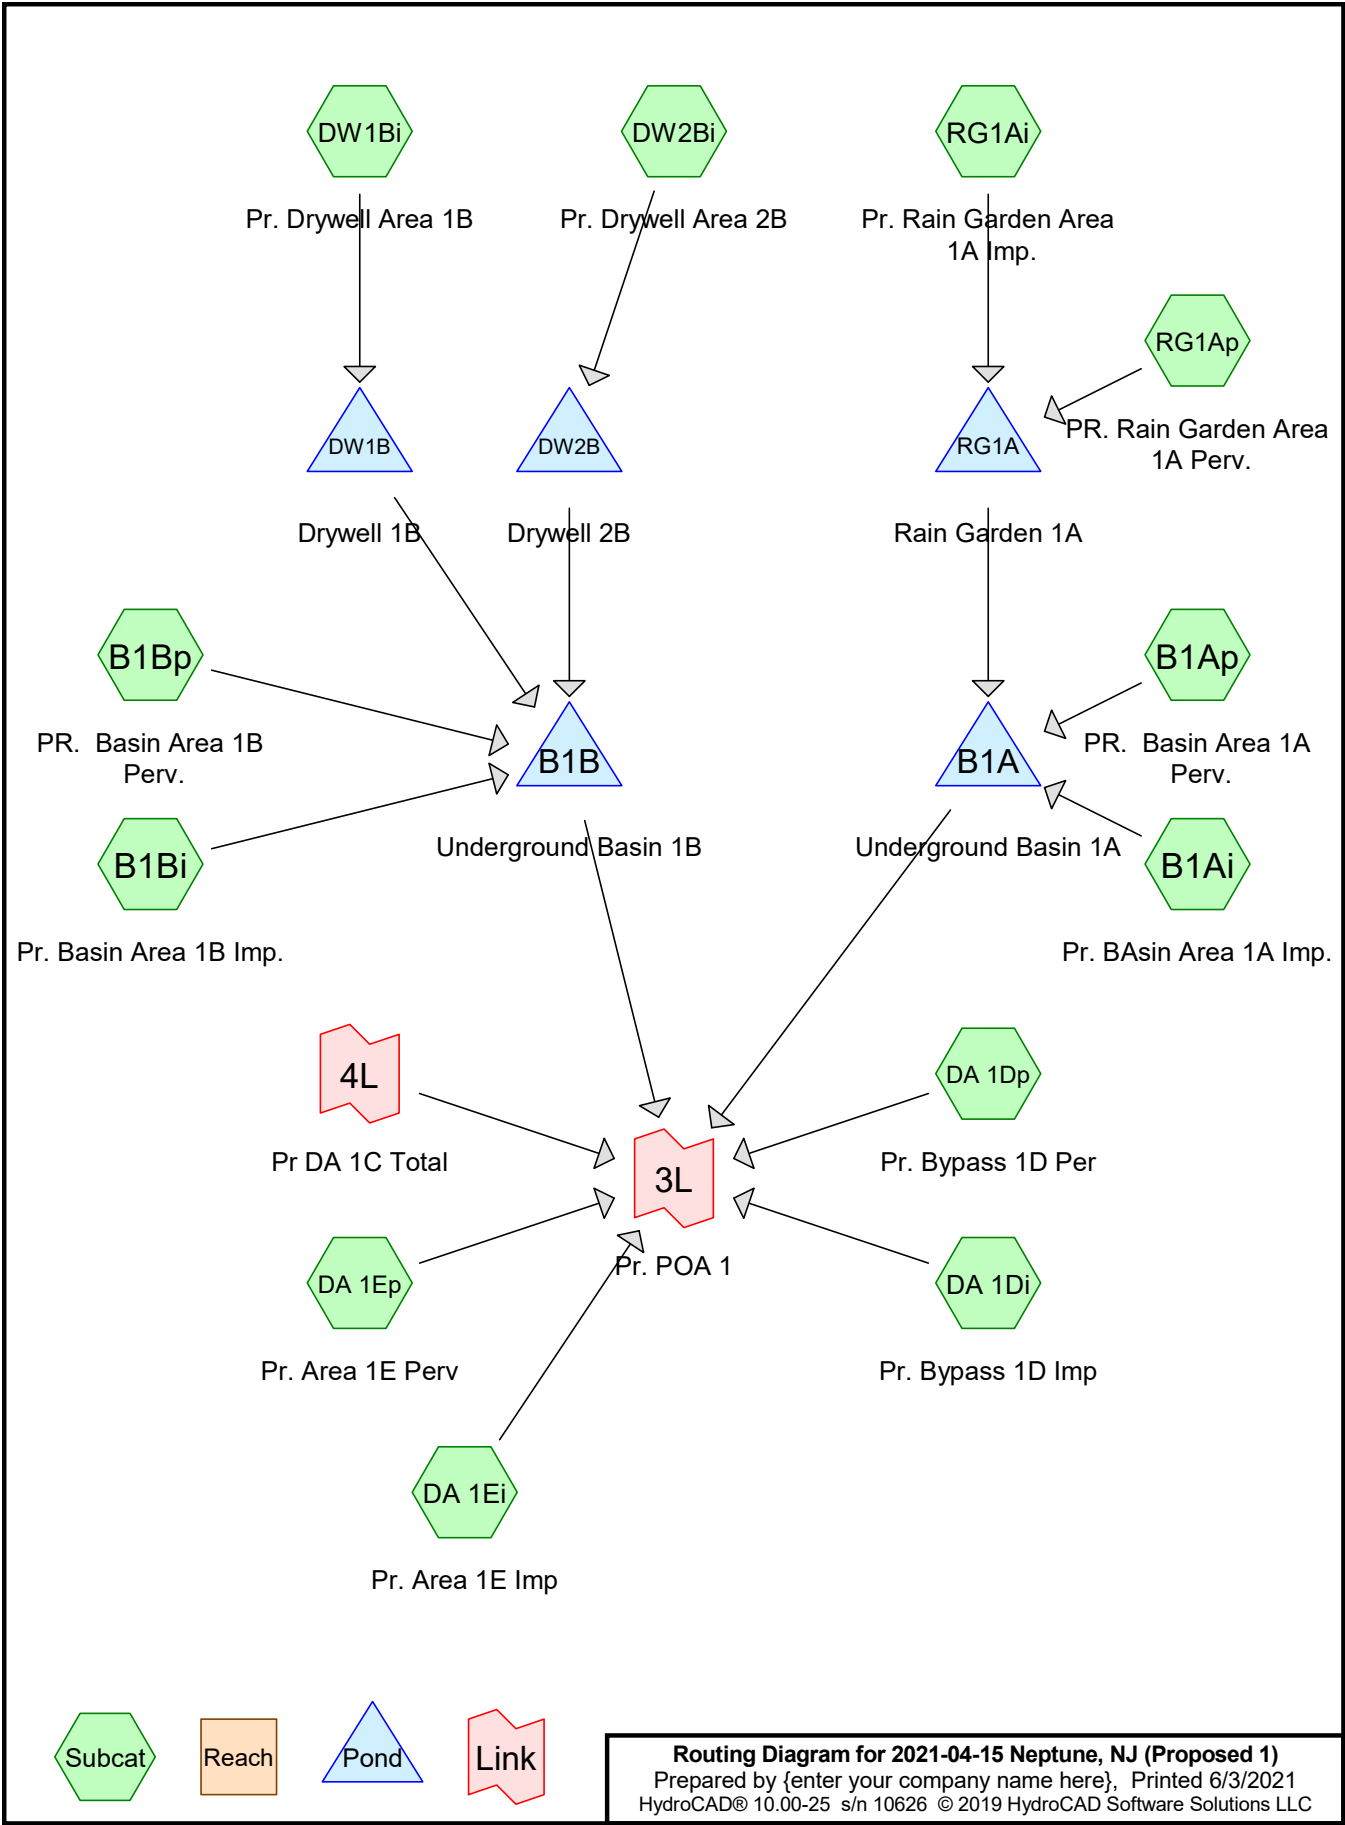 DW1Bi
DW2Bi
RG1Ai
Pr. Drywell Area 1B
Pr. Drywell Area 2B
Pr. Rain Garden Area
1A Imp.
RG1Ap
PR. Rain Garden Area
1A Perv.
DW1B
DW2B
RG1A
Drywell 1B
Drywell 2B
Rain Garden 1A
B1Bp
B1Ap
PR.  Basin Area 1B
Perv.
B1B
B1A
PR.  Basin Area 1A
Perv.
Underground Basin 1B
Underground Basin 1A
B1Bi
B1Ai
Pr. Basin Area 1B Imp.
Pr. BAsin Area 1A Imp.
4L
DA 1Dp
Pr DA 1C Total
3L
Pr. Bypass 1D Per
Pr. POA 1
DA 1Ep
DA 1Di
Pr. Area 1E Perv
Pr. Bypass 1D Imp
DA 1Ei
Pr. Area 1E Imp
Subcat
Reach
Pond
Link
Routing Diagram for 2021-04-15 Neptune, NJ (Proposed 1)
Prepared by {enter your company name here},  Printed 6/3/2021
HydroCAD® 10.00-25  s/n 10626  © 2019 HydroCAD Software Solutions LLC